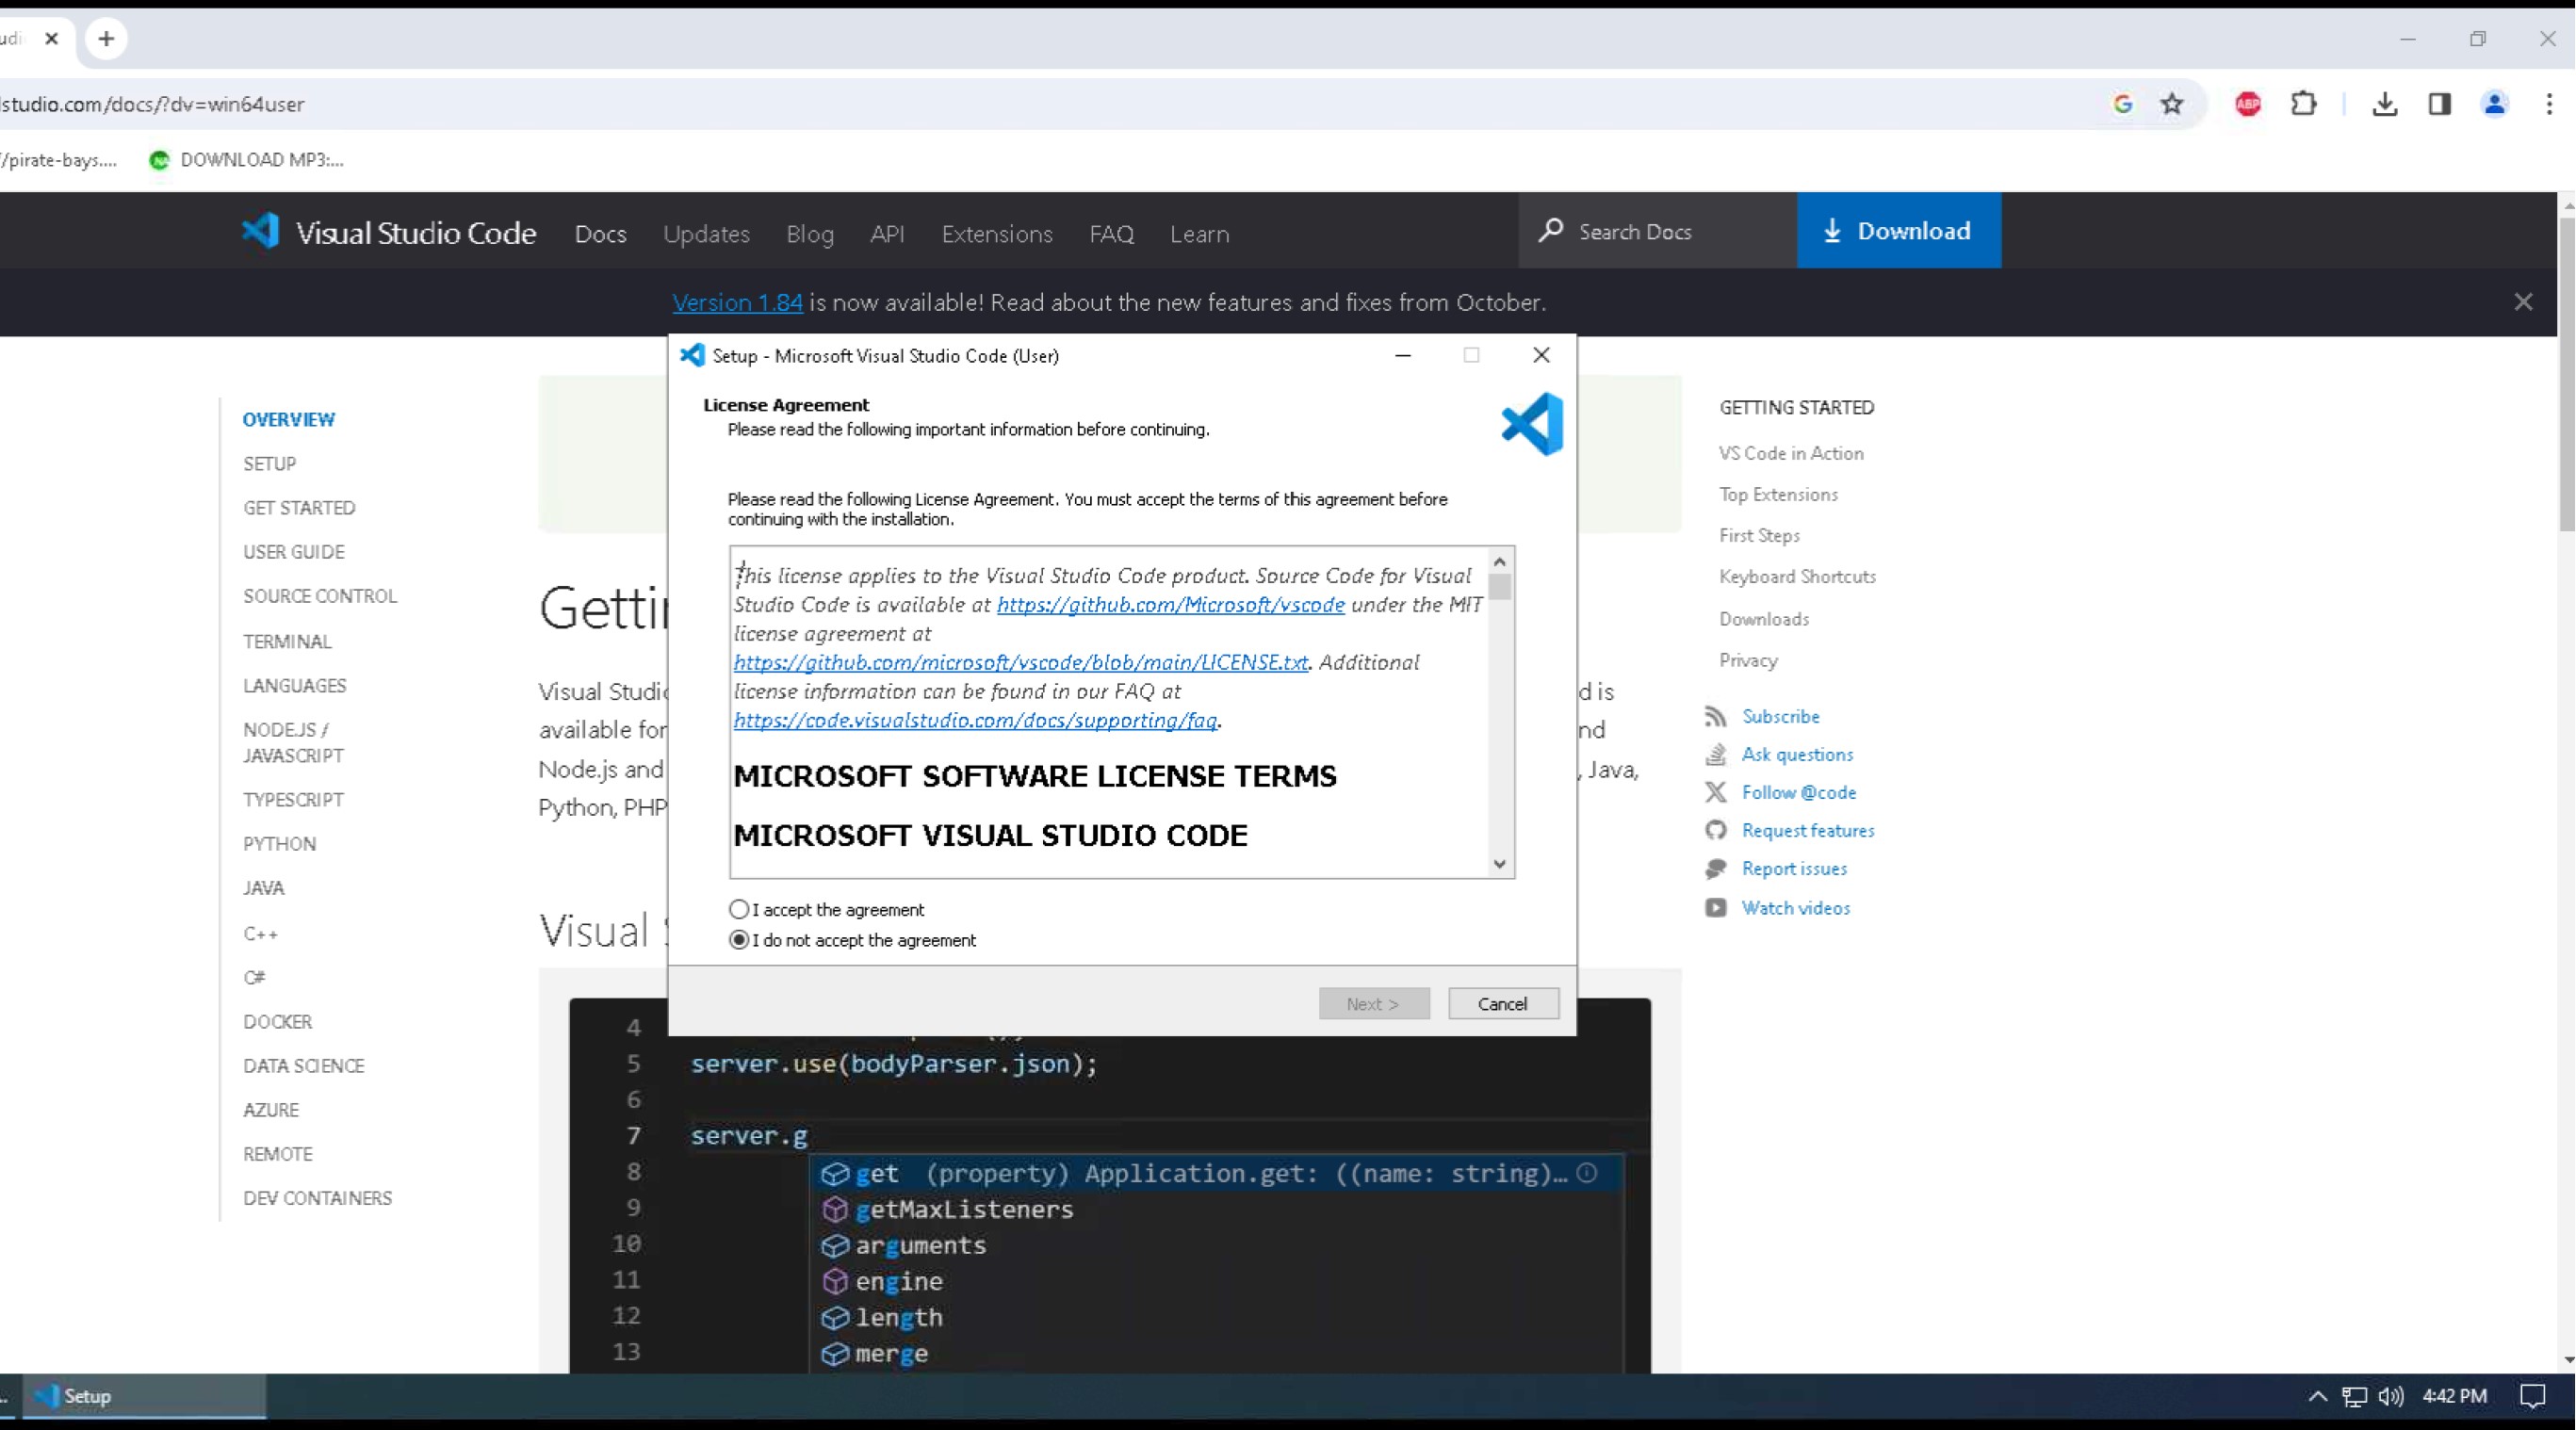 udi
lstudio.com/docs/?dv=win64user
ABP
//pirate-bays....
DOWNLOAD MP3:...
Visual Studio Code
Docs
Updates
Blog
API
Extensions
FAQ
Learn
Search Docs
Download
Version 1.84 is now available! Read about the new features and fixes from October.
Setup - Microsoft Visual Studio Code (User)
License Agreement
Please read the following important information before continuing.
Please read the following License Agreement. You must accept the terms of this agreement before
continuing with the installation.
This license applies to the Visual Studio Code product. Source Code for Visual
Studio Code is available at https://github.com/Microsoft/vscode under the MIT
license agreement at
https://github.com/microsoft/vscode/blob/main/LICENSE.txt. Additional
license information can be found in our FAQ at
https://code.visualstudio.com/docs/supporting/faq.
MICROSOFT SOFTWARE LICENSE TERMS
MICROSOFT VISUAL STUDIO CODE
I accept the agreement
I do not accept the agreement
Next >
Cancel
OVERVIEW
SETUP
GET STARTED
USER GUIDE
SOURCE CONTROL
TERMINAL
LANGUAGES
NODE.JS /
JAVASCRIPT
TYPESCRIPT
PYTHON
JAVA
C++
C#
DOCKER
DATA SCIENCE
AZURE
REMOTE
DEV CONTAINERS
Getti
Visual Studi
d is
available for
nd
Node.js and
, Java,
Python, PHP
Visual
4
5 server.use(bodyParser.json);
6
7 server.g
8 get (property) Application.get: ((name: string)...
9 getMaxListeners
10 arguments
11 engine
12 length
13 merge
GETTING STARTED
VS Code in Action
Top Extensions
First Steps
Keyboard Shortcuts
Downloads
Privacy
Subscribe
Ask questions
Follow @code
Request features
Report issues
Watch videos
Setup
4:42 PM